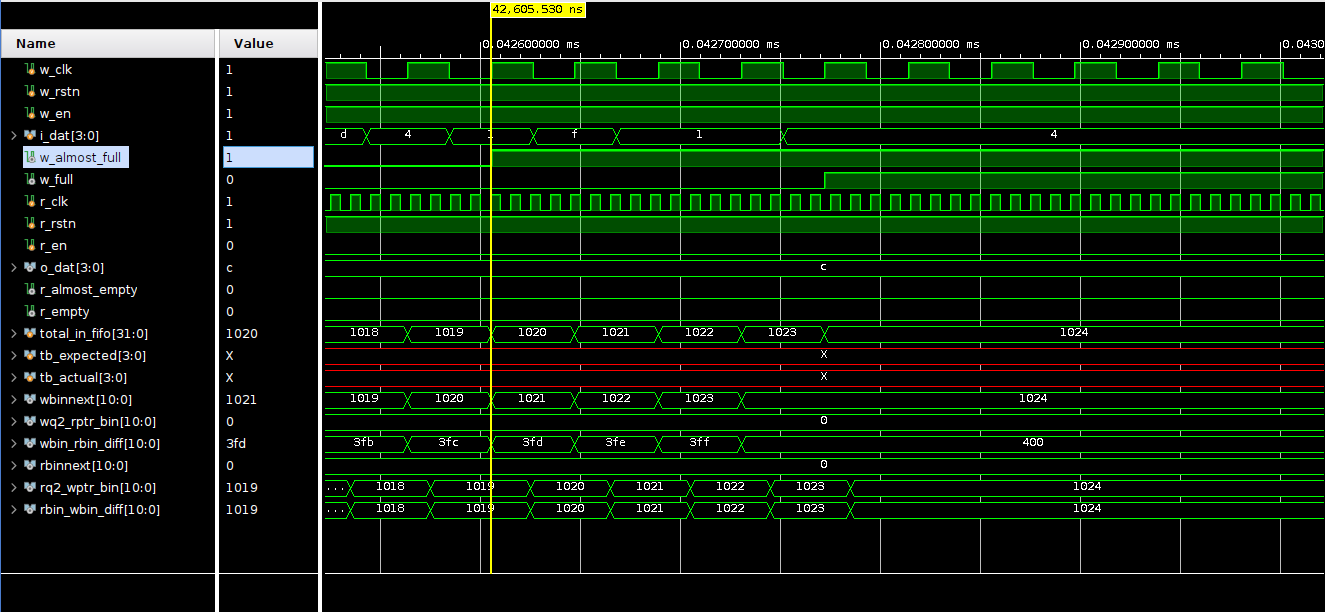 42,605.530 ns
Name Value
0.042600000 ms 0.042700000 ms 0.042800000 ms 0.042900000 ms 0.0430
w_clk 1
w_rstn 1
w_en 1
i_dat[3:0] 1 d 4 1 f 1 4
w_almost_full 1
w_full 0
r_clk 1
r_rstn 1
r_en 0
o_dat[3:0] c c
r_almost_empty 0
r_empty 0
total_in_fifo[31:0] 1020 1018 1019 1020 1021 1022 1023 1024
tb_expected[3:0] X X
tb_actual[3:0] X X
wbinnext[10:0] 1021 1019 1020 1021 1022 1023 1024
wq2_rptr_bin[10:0] 0 0
wbin_rbin_diff[10:0] 3fd 3fb 3fc 3fd 3fe 3ff 400
rbinnext[10:0] 0 0
rq2_wptr_bin[10:0] 1019 ... 1018 1019 1020 1021 1022 1023 1024
rbin_wbin_diff[10:0] 1019 ... 1018 1019 1020 1021 1022 1023 1024